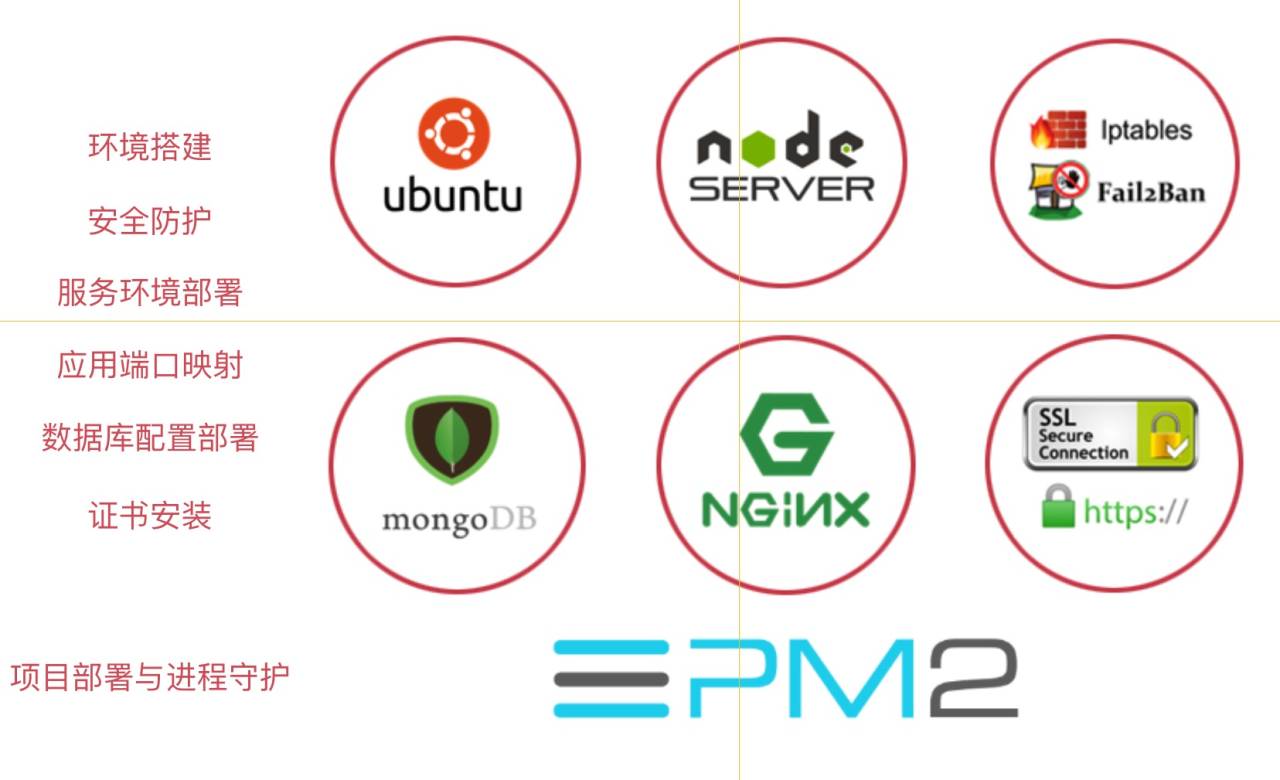 环境搭建
安全防护
服务环境部署
应用端口映射
数据库配置部署
证书安装
项目部署与进程守护
ubuntu
node
SERVER
Iptables
Fail2Ban
mongoDB
NGiNX
SSL
Secure
Connection
https://
PM2